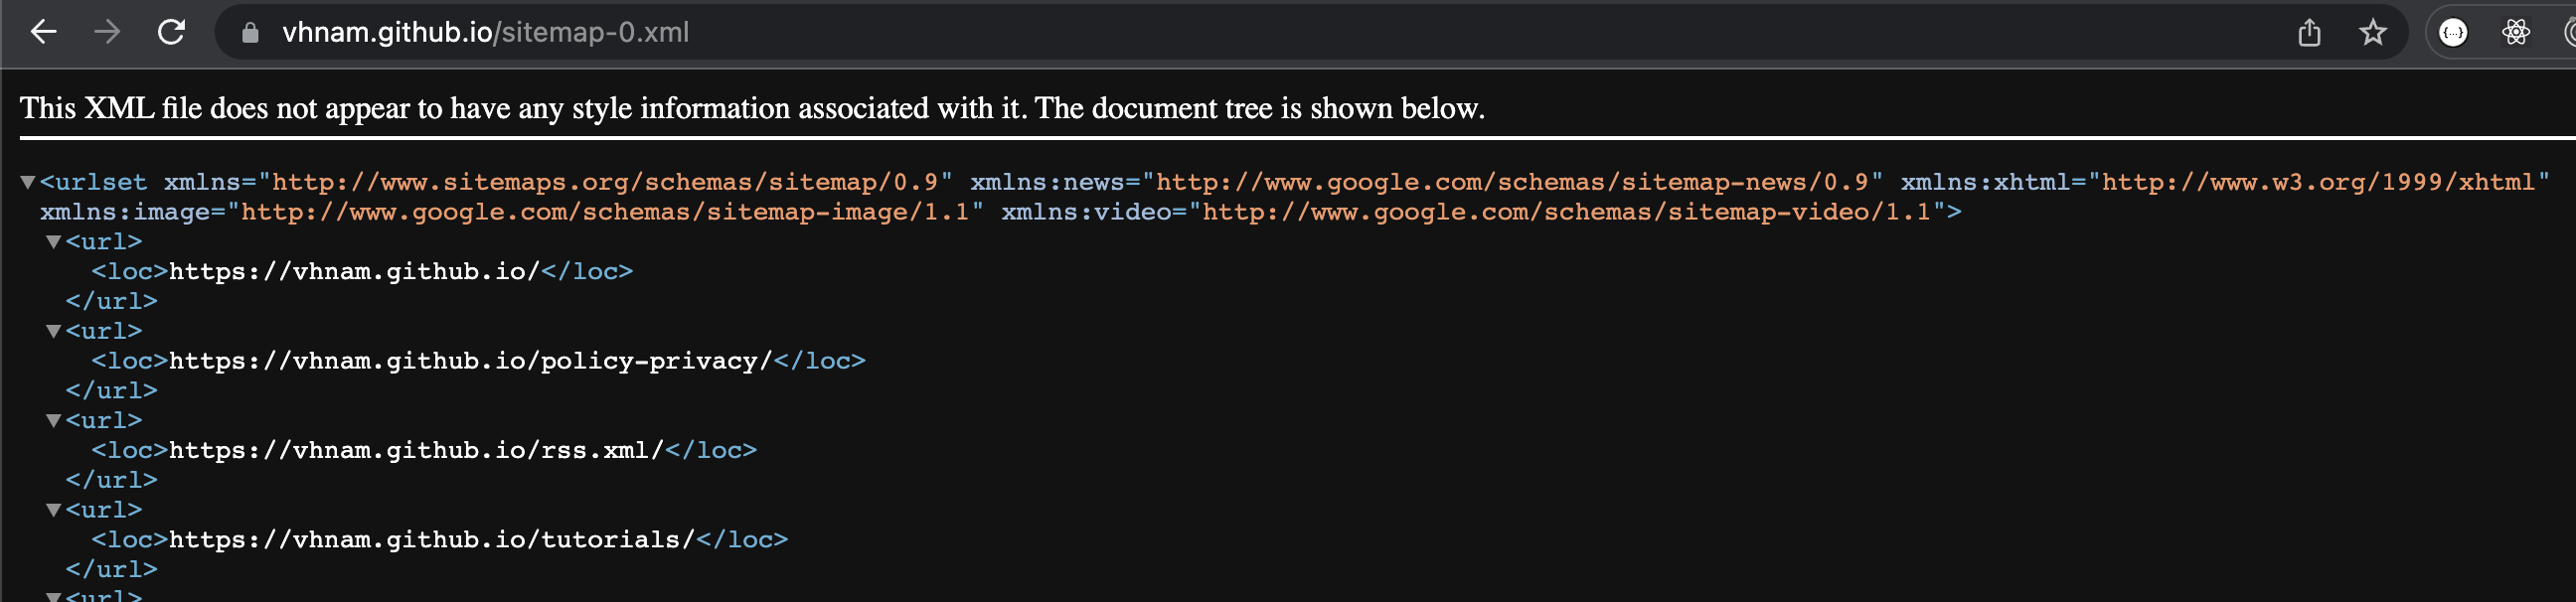 vhnam.github.io/sitemap-0.xml
{...}
This XML file does not appear to have any style information associated with it. The document tree is shown below.
▼<urlset xmlns="http://www.sitemaps.org/schemas/sitemap/0.9" xmlns:news="http://www.google.com/schemas/sitemap-news/0.9" xmlns:xhtml="http://www.w3.org/1999/xhtml"
xmlns:image="http://www.google.com/schemas/sitemap-image/1.1" xmlns:video="http://www.google.com/schemas/sitemap-video/1.1">
▼<url>
<loc>https://vhnam.github.io/</loc>
</url>
▼<url>
<loc>https://vhnam.github.io/policy-privacy/</loc>
</url>
▼<url>
<loc>https://vhnam.github.io/rss.xml/</loc>
</url>
▼<url>
<loc>https://vhnam.github.io/tutorials/</loc>
</url>
▼<url>